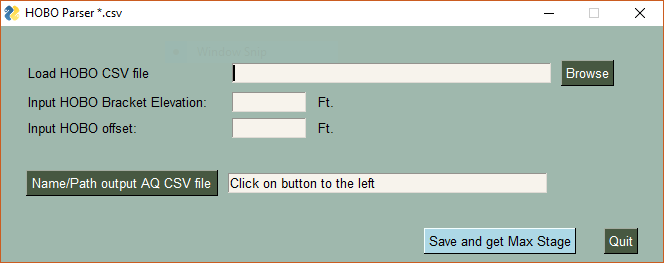 HOBO Parser *.csv
Load HOBO CSV file Browse
Input HOBO Bracket Elevation: Ft.
Input HOBO offset: Ft.
Name/Path output AQ CSV file Click on button to the left
Save and get Max Stage Quit